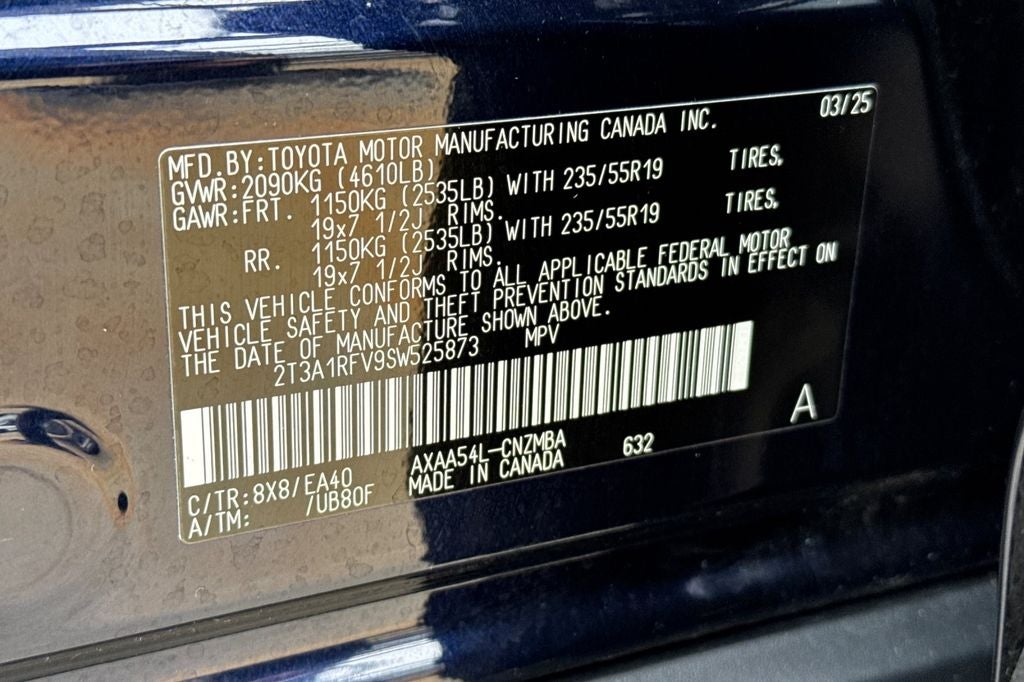 03/25
MFD.BY:TOYOTA MOTOR MANUFACTURING CANADA INC.
GVWR:2090KG (4610LB)
GAWR:FRT. 1150KG (2535LB) WITH 235/55R19 TIRES,
19x7 1/2J RIMS.
RR. 1150KG (2535LB) WITH 235/55R19 TIRES,
19x7 1/2J RIMS.
THIS VEHICLE CONFORMS TO ALL APPLICABLE FEDERAL MOTOR
VEHICLE SAFETY AND THEFT PREVENTION STANDARDS IN EFFECT ON
THE DATE OF MANUFACTURE SHOWN ABOVE.
2T3A1RFV9SW525873 MPV
A
AXAA54L-CNZMBA 632
MADE IN CANADA
C/TR:8X8/EA40
A/TM: /UB80F